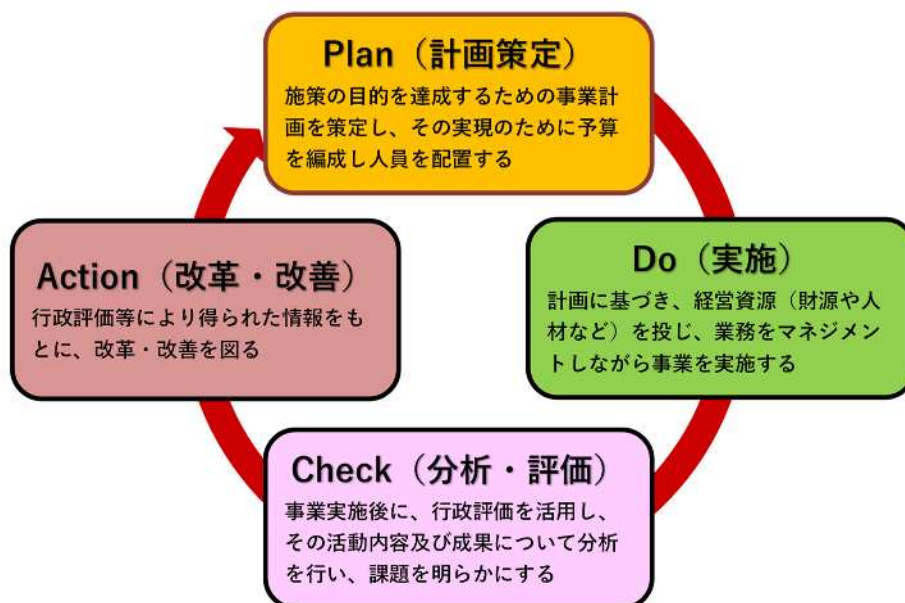 Plan（計画策定）
施策の目的を達成するための事業計
画を策定し、その実現のために予算
を編成し人員を配置する
Do（実施）
計画に基づき、経営資源（財源や人
材など）を投じ、業務をマネジメン
トしながら事業を実施する
Check（分析・評価）
事業実施後に、行政評価を活用し、
その活動内容及び成果について分析
を行い、課題を明らかにする
Action（改革・改善）
行政評価等により得られた情報をも
とに、改革・改善を図る